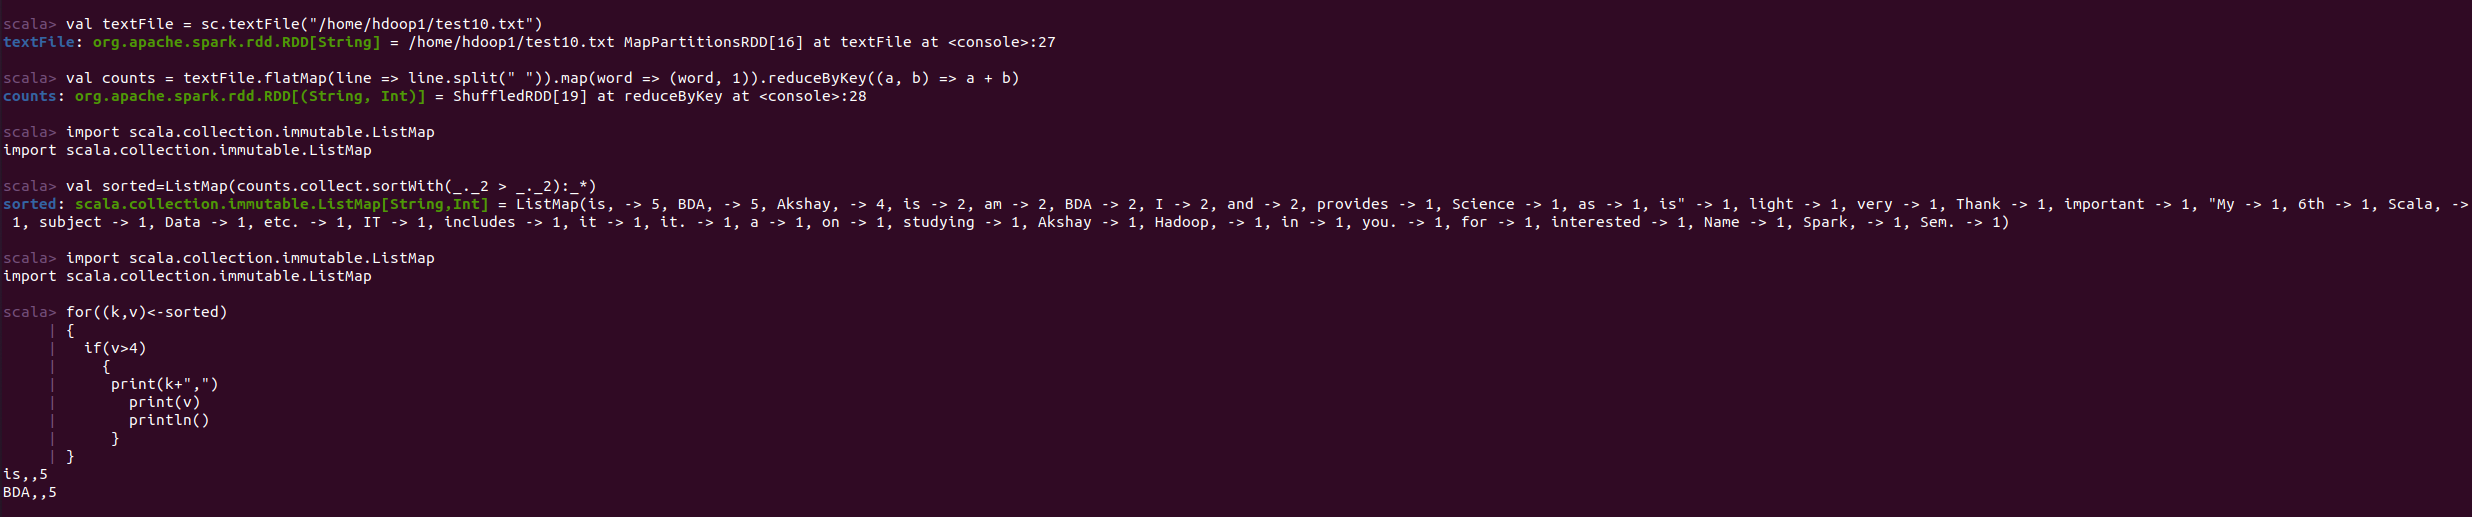 scala> val textFile = sc.textFile("/home/hdoop1/test10.txt")
textFile: org.apache.spark.rdd.RDD[String] = /home/hdoop1/test10.txt MapPartitionsRDD[16] at textFile at <console>:27
scala> val counts = textFile.flatMap(line => line.split(" ")).map(word => (word, 1)).reduceByKey((a, b) => a + b)
counts: org.apache.spark.rdd.RDD[(String, Int)] = ShuffledRDD[19] at reduceByKey at <console>:28
scala> import scala.collection.immutable.ListMap
import scala.collection.immutable.ListMap
scala> val sorted=ListMap(counts.collect.sortWith(_._2 > _._2):_*)
sorted: scala.collection.immutable.ListMap[String,Int] = ListMap(is, -> 5, BDA, -> 5, Akshay, -> 4, is -> 2, am -> 2, BDA -> 2, I -> 2, and -> 2, provides -> 1, Science -> 1, as -> 1, is" -> 1, light -> 1, very -> 1, Thank -> 1, important -> 1, "My -> 1, 6th -> 1, Scala, ->
1, subject -> 1, Data -> 1, etc. -> 1, IT -> 1, includes -> 1, it -> 1, it. -> 1, a -> 1, on -> 1, studying -> 1, Akshay -> 1, Hadoop, -> 1, in -> 1, you. -> 1, for -> 1, interested -> 1, Name -> 1, Spark, -> 1, Sem. -> 1)
scala> import scala.collection.immutable.ListMap
import scala.collection.immutable.ListMap
scala> for((k,v)<-sorted)
| {
| if(v>4)
| {
| print(k+",")
| print(v)
| println()
| }
| }
is,,5
BDA,,5